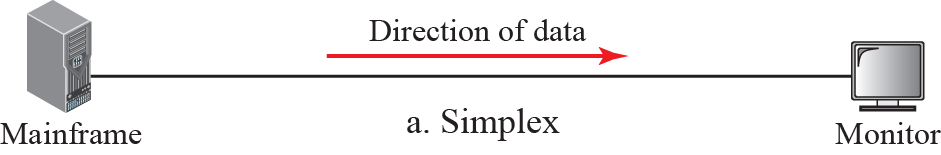 Direction of data
Mainframe
a. Simplex
Monitor